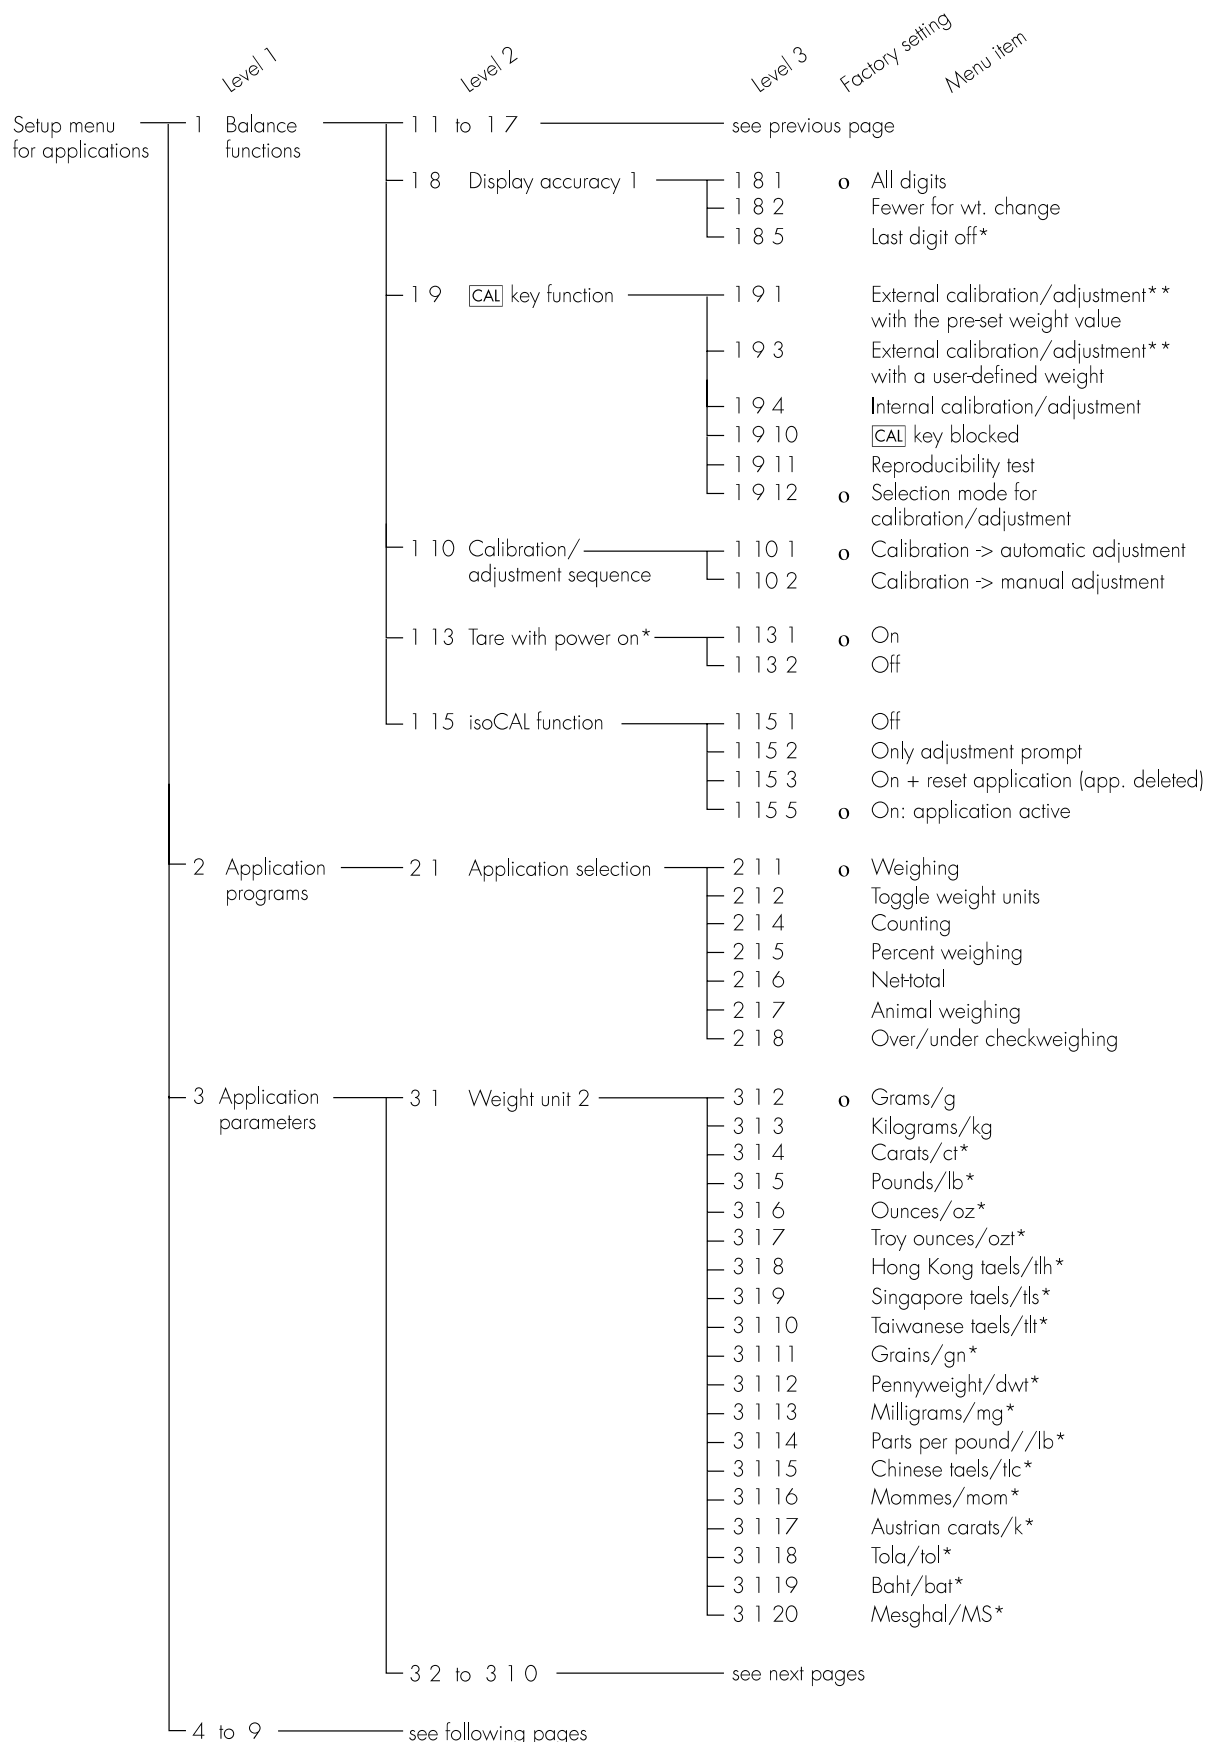 Level 1 Level 2 Level 3 Factory setting Menu item
Setup menu 1 Balance 1 1 to 1 7 see previous page
for applications functions
1 8 Display accuracy 1 1 8 1 o All digits
1 8 2 Fewer for wt. change
1 8 5 Last digit off*
1 9 CAL key function 1 9 1 External calibration/adjustment**
with the pre-set weight value
1 9 3 External calibration/adjustment**
with a user-defined weight
1 9 4 Internal calibration/adjustment
1 9 10 CAL key blocked
1 9 11 Reproducibility test
1 9 12 o Selection mode for
calibration/adjustment
1 10 Calibration/ 1 10 1 o Calibration -> automatic adjustment
adjustment sequence 1 10 2 Calibration -> manual adjustment
1 13 Tare with power on* 1 13 1 o On
1 13 2 Off
1 15 isoCAL function 1 15 1 Off
1 15 2 Only adjustment prompt
1 15 3 On + reset application (app. deleted)
1 15 5 o On: application active
2 Application 2 1 Application selection 2 1 1 o Weighing
programs 2 1 2 Toggle weight units
2 1 4 Counting
2 1 5 Percent weighing
2 1 6 Net-total
2 1 7 Animal weighing
2 1 8 Over/under checkweighing
3 Application 3 1 Weight unit 2 3 1 2 o Grams/g
parameters 3 1 3 Kilograms/kg
3 1 4 Carats/ct*
3 1 5 Pounds/lb*
3 1 6 Ounces/oz*
3 1 7 Troy ounces/ozt*
3 1 8 Hong Kong taels/tlh*
3 1 9 Singapore taels/tls*
3 1 10 Taiwanese taels/tlt*
3 1 11 Grains/gn*
3 1 12 Pennyweight/dwt*
3 1 13 Milligrams/mg*
3 1 14 Parts per pound//lb*
3 1 15 Chinese taels/tlc*
3 1 16 Mommes/mom*
3 1 17 Austrian carats/k*
3 1 18 Tola/tol*
3 1 19 Baht/bat*
3 1 20 Mesghal/MS*
3 2 to 3 1 0 see next pages
4 to 9 see following pages